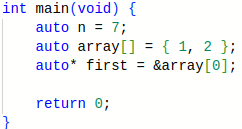 int main(void) {
    auto n = 7;
    auto array[] = { 1, 2 };
    auto* first = &array[0];

    return 0;
}